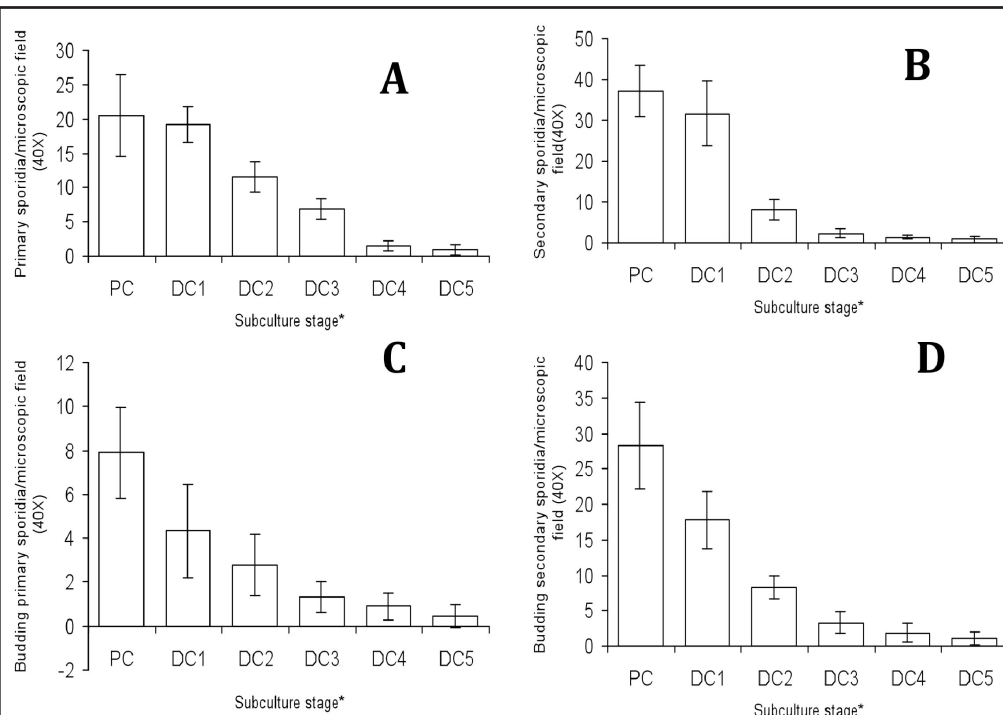 A
Primary sporidia/microscopic field
(40X)
30
25
20
15
10
5
0
PC DC1 DC2 DC3 DC4 DC5
Subculture stage*
B
Secondary sporidia/microscopic
field(40X)
50
40
30
20
10
0
PC DC1 DC2 DC3 DC4 DC5
Subculture stage*
C
Budding primary sporidia/microscopic field
(40X)
12
10
8
6
4
2
0
-2
PC DC1 DC2 DC3 DC4 DC5
Subculture stage*
D
Budding secondary sporidia/microscopic
field (40X)
40
35
30
25
20
15
10
5
0
PC DC1 DC2 DC3 DC4 DC5
Subculture stage*